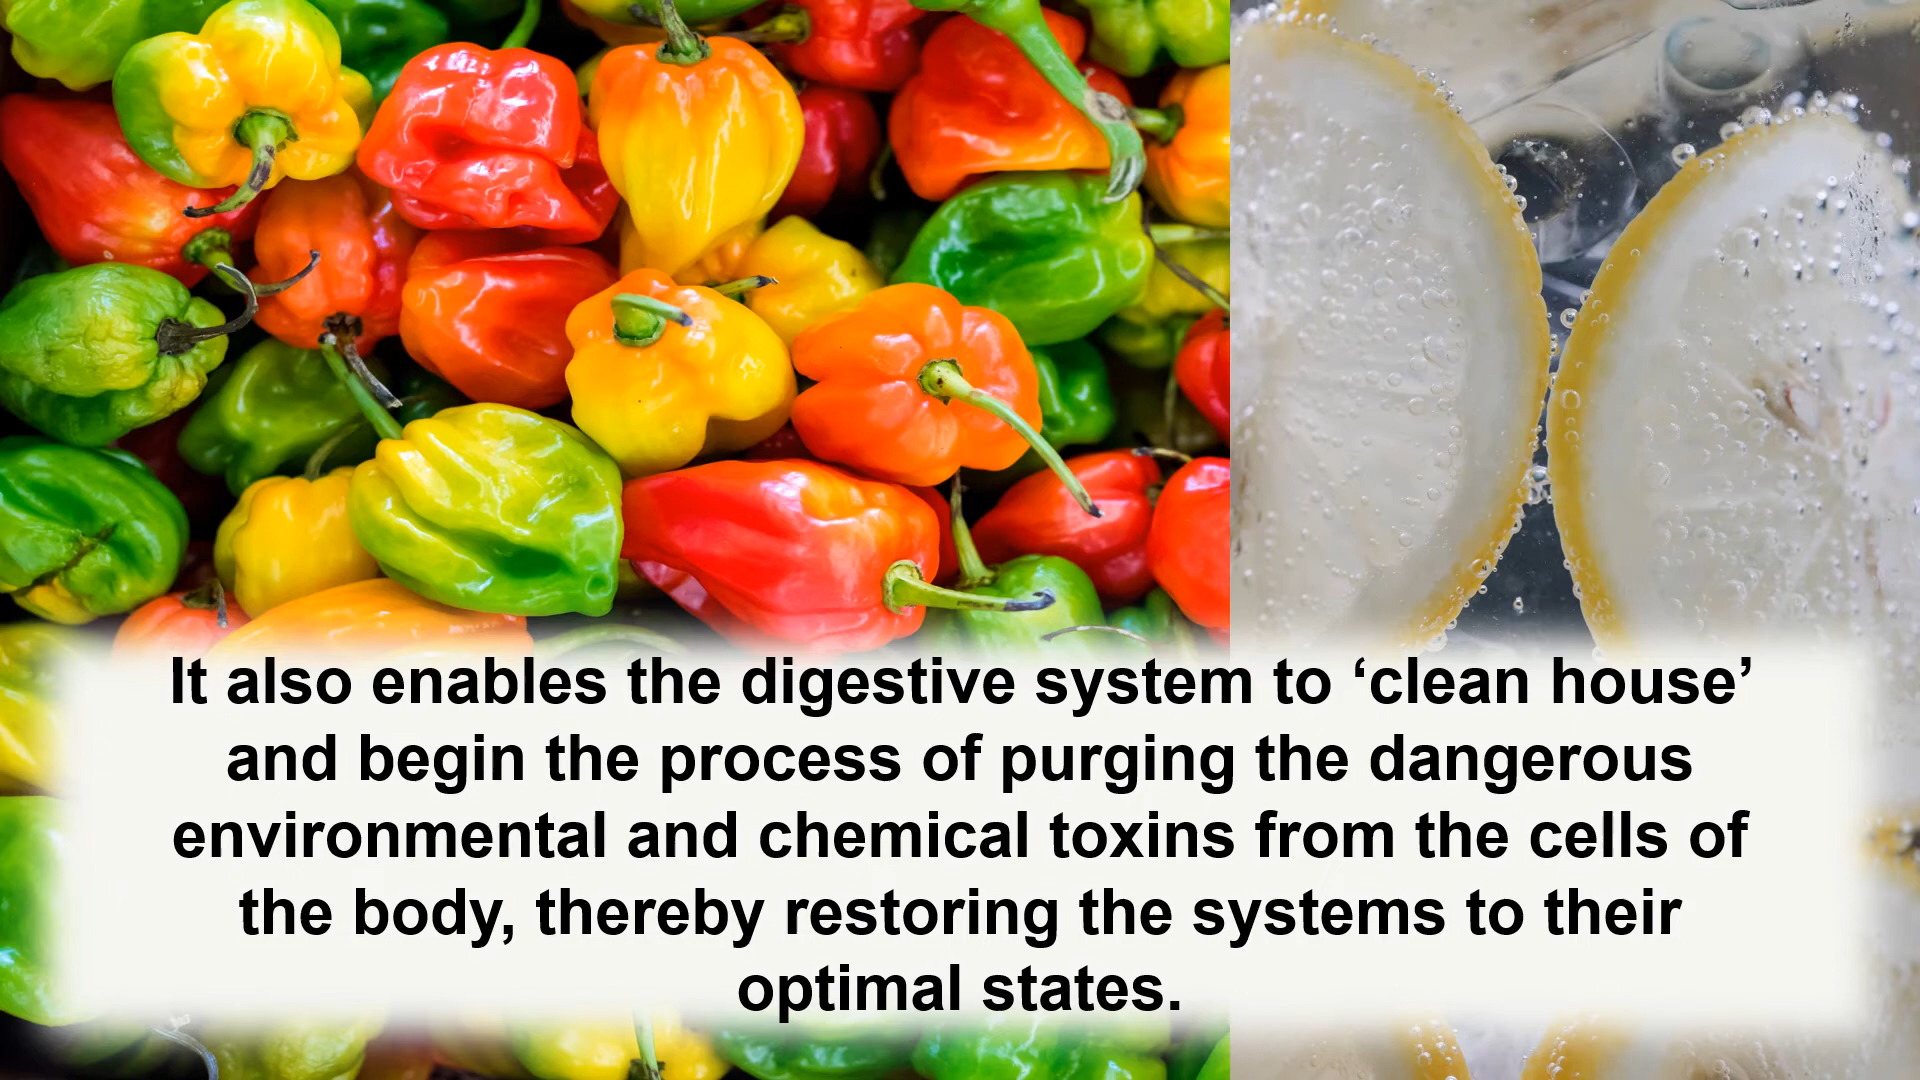 It also enables the digestive system to ‘clean house’
and begin the process of purging the dangerous
environmental and chemical toxins from the cells of
the body, thereby restoring the systems to their
optimal states.